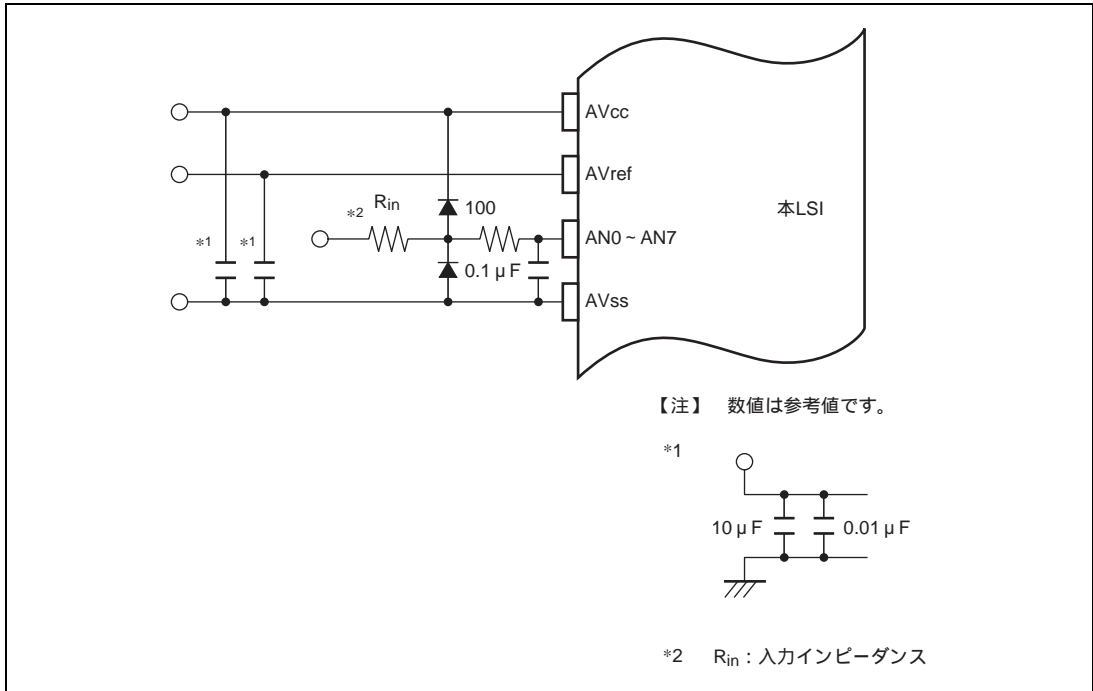 AVcc
AVref
*2 Rin
100
本LSI
AN0 ~ AN7
*1 *1
0.1 μ F
AVss
【注】 数値は参考値です。
*1
10 μ F
0.01 μ F
*2 Rin : 入力インピーダンス